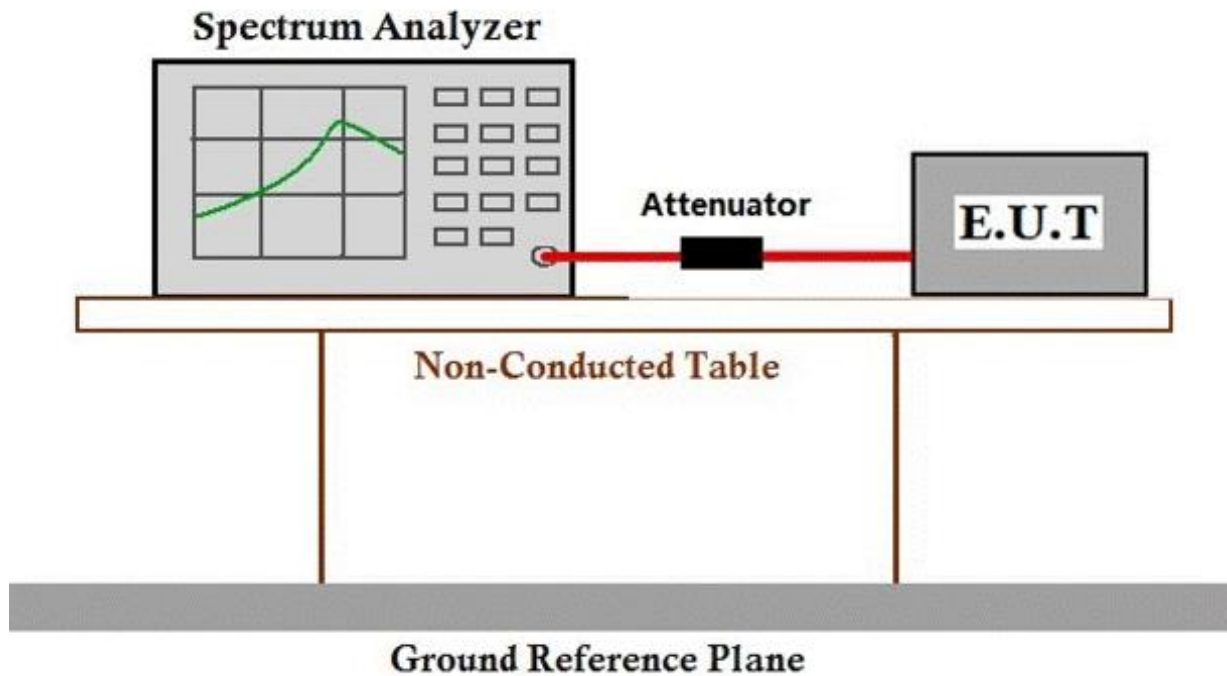 Spectrum Analyzer
Attenuator
E.U.T
Non-Conducted Table
Ground Reference Plane